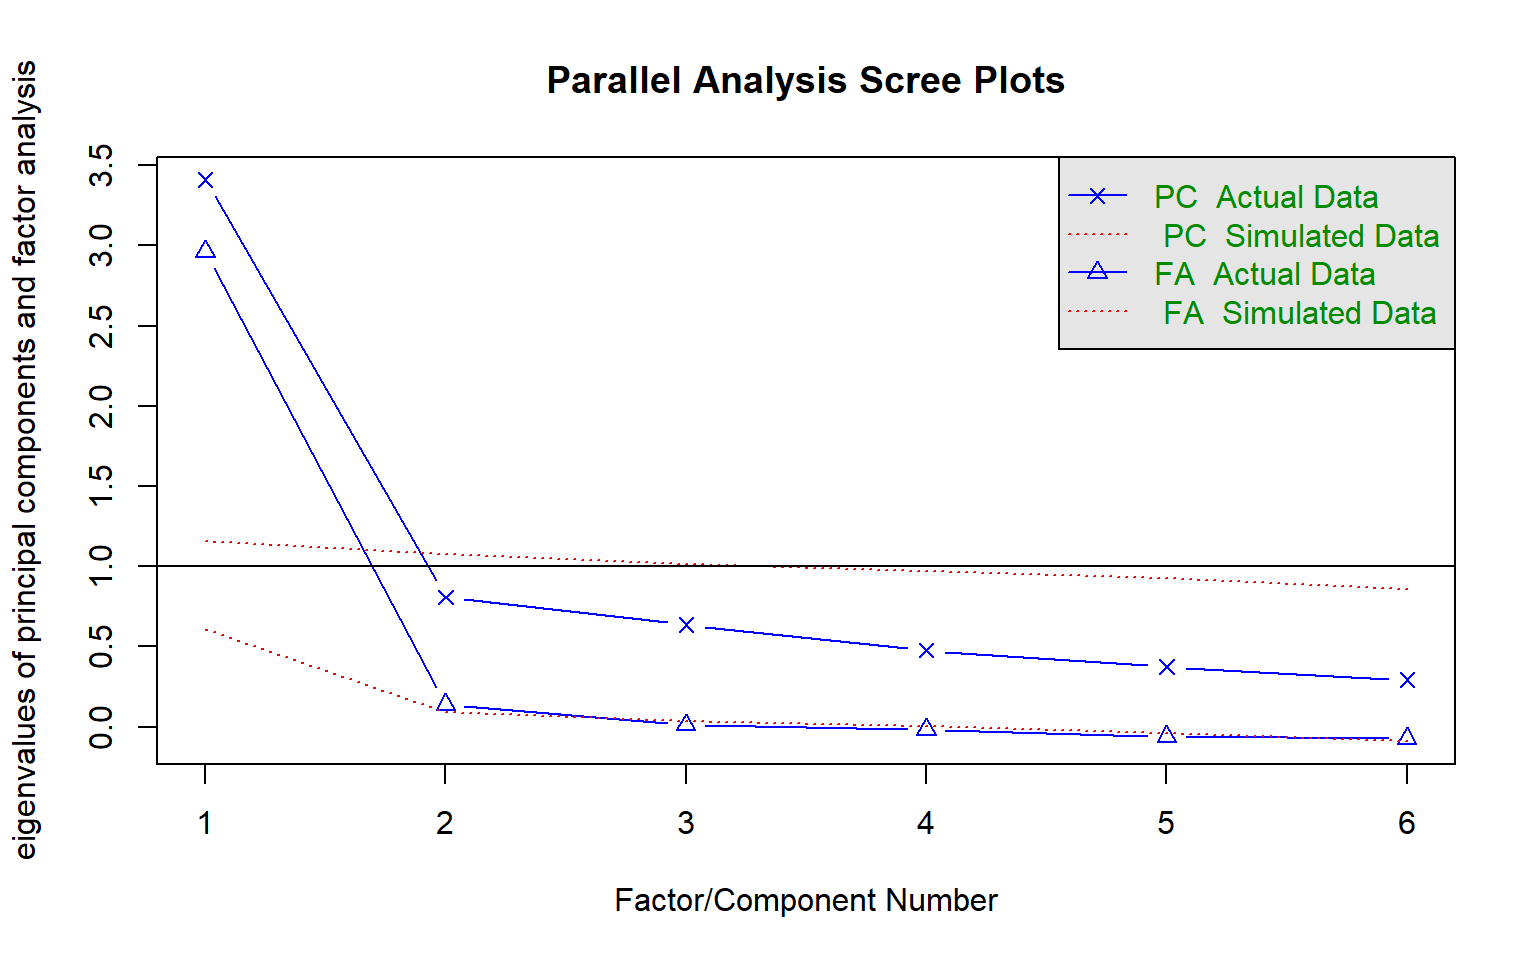 Parallel Analysis Scree Plots
eigenvalues of principal components and factor analysis
3.5
3.0
2.5
2.0
1.5
1.0
0.5
0.0
PC Actual Data
PC Simulated Data
FA Actual Data
FA Simulated Data
1 2 3 4 5 6
Factor/Component Number